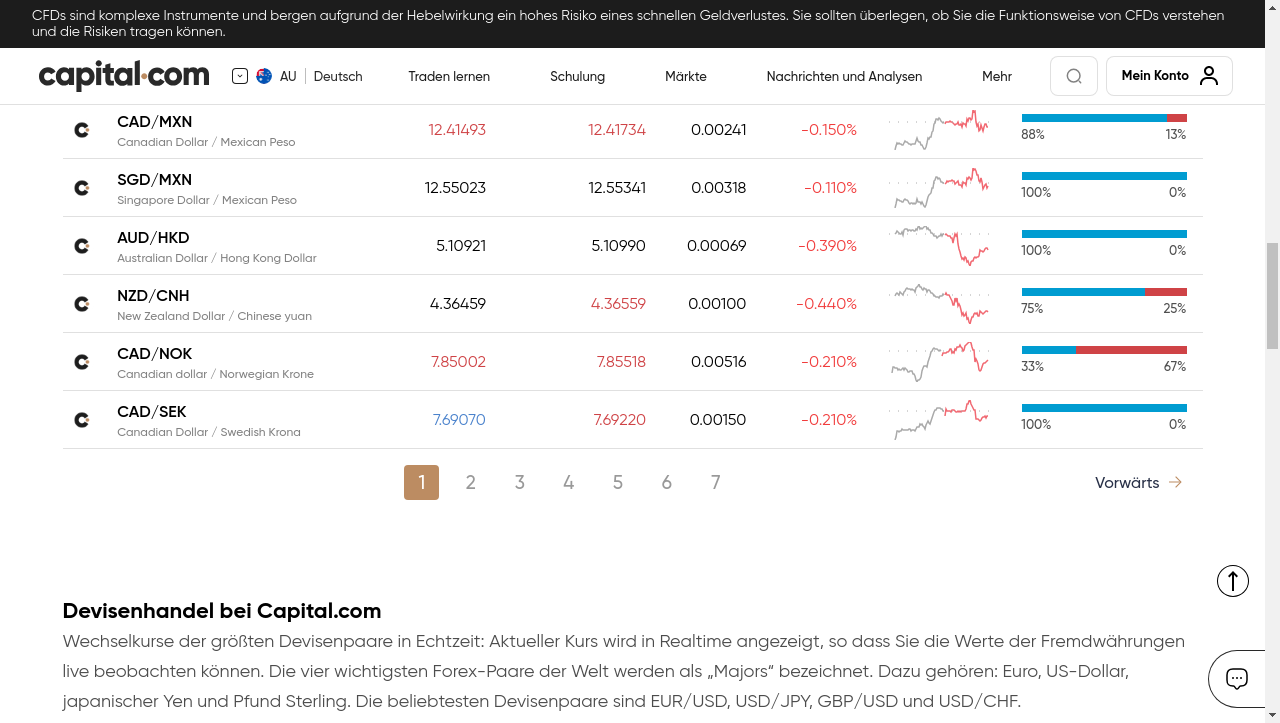 CFDs sind komplexe Instrumente und bergen aufgrund der Hebelwirkung ein hohes Risiko eines schnellen Geldverlustes. Sie sollten überlegen, ob Sie die Funktionsweise von CFDs verstehen
und die Risiken tragen können.
capital.com AU Deutsch Traden lernen Schulung Märkte Nachrichten und Analysen Mehr Mein Konto
CAD/MXN
Canadian Dollar / Mexican Peso
12.41493 12.41734 0.00241 -0.150% 88% 13%
SGD/MXN
Singapore Dollar / Mexican Peso
12.55023 12.55341 0.00318 -0.110% 100% 0%
AUD/HKD
Australian Dollar / Hong Kong Dollar
5.10921 5.10990 0.00069 -0.390% 100% 0%
NZD/CNH
New Zealand Dollar / Chinese yuan
4.36459 4.36559 0.00100 -0.440% 75% 25%
CAD/NOK
Canadian dollar / Norwegian Krone
7.85002 7.85518 0.00516 -0.210% 33% 67%
CAD/SEK
Canadian Dollar / Swedish Krona
7.69070 7.69220 0.00150 -0.210% 100% 0%
1 2 3 4 5 6 7 Vorwärts
Devisenhandel bei Capital.com
Wechselkurse der größten Devisenpaare in Echtzeit: Aktueller Kurs wird in Realtime angezeigt, so dass Sie die Werte der Fremdwährungen
live beobachten können. Die vier wichtigsten Forex-Paare der Welt werden als „Majors“ bezeichnet. Dazu gehören: Euro, US-Dollar,
japanischer Yen und Pfund Sterling. Die beliebtesten Devisenpaare sind EUR/USD, USD/JPY, GBP/USD und USD/CHF.